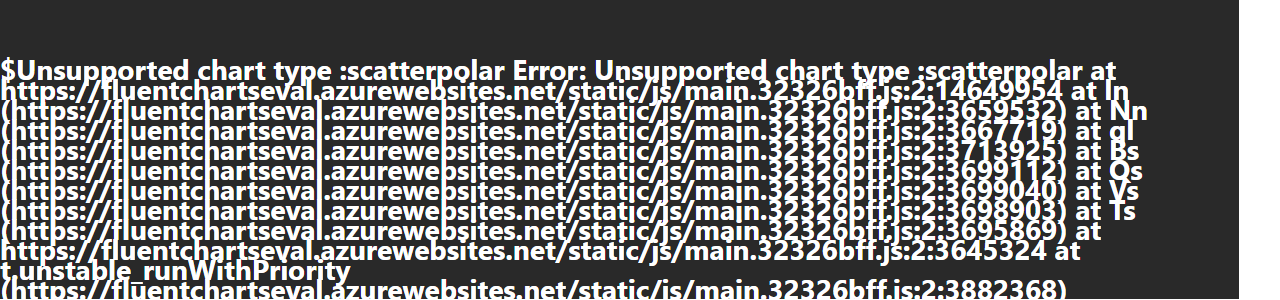 $Unsupported chart type :scatterpolar Error: Unsupported chart type :scatterpolar at
https://fluentchartseval.azurewebsites.net/static/js/main.32326bff.js:2:14649954 at In
(https://fluentchartseval.azurewebsites.net/static/js/main.32326bff.js:2:3659532) at Nn
(https://fluentchartseval.azurewebsites.net/static/js/main.32326bff.js:2:3667719) at ql
(https://fluentchartseval.azurewebsites.net/static/js/main.32326bff.js:2:3713925) at Bs
(https://fluentchartseval.azurewebsites.net/static/js/main.32326bff.js:2:3699112) at Os
(https://fluentchartseval.azurewebsites.net/static/js/main.32326bff.js:2:3699040) at Vs
(https://fluentchartseval.azurewebsites.net/static/js/main.32326bff.js:2:3698903) at Ts
(https://fluentchartseval.azurewebsites.net/static/js/main.32326bff.js:2:3695869) at
https://fluentchartseval.azurewebsites.net/static/js/main.32326bff.js:2:3645324 at
t.unstable_runWithPriority
(https://fluentchartseval.azurewebsites.net/static/js/main.32326bff.js:2:3882368)